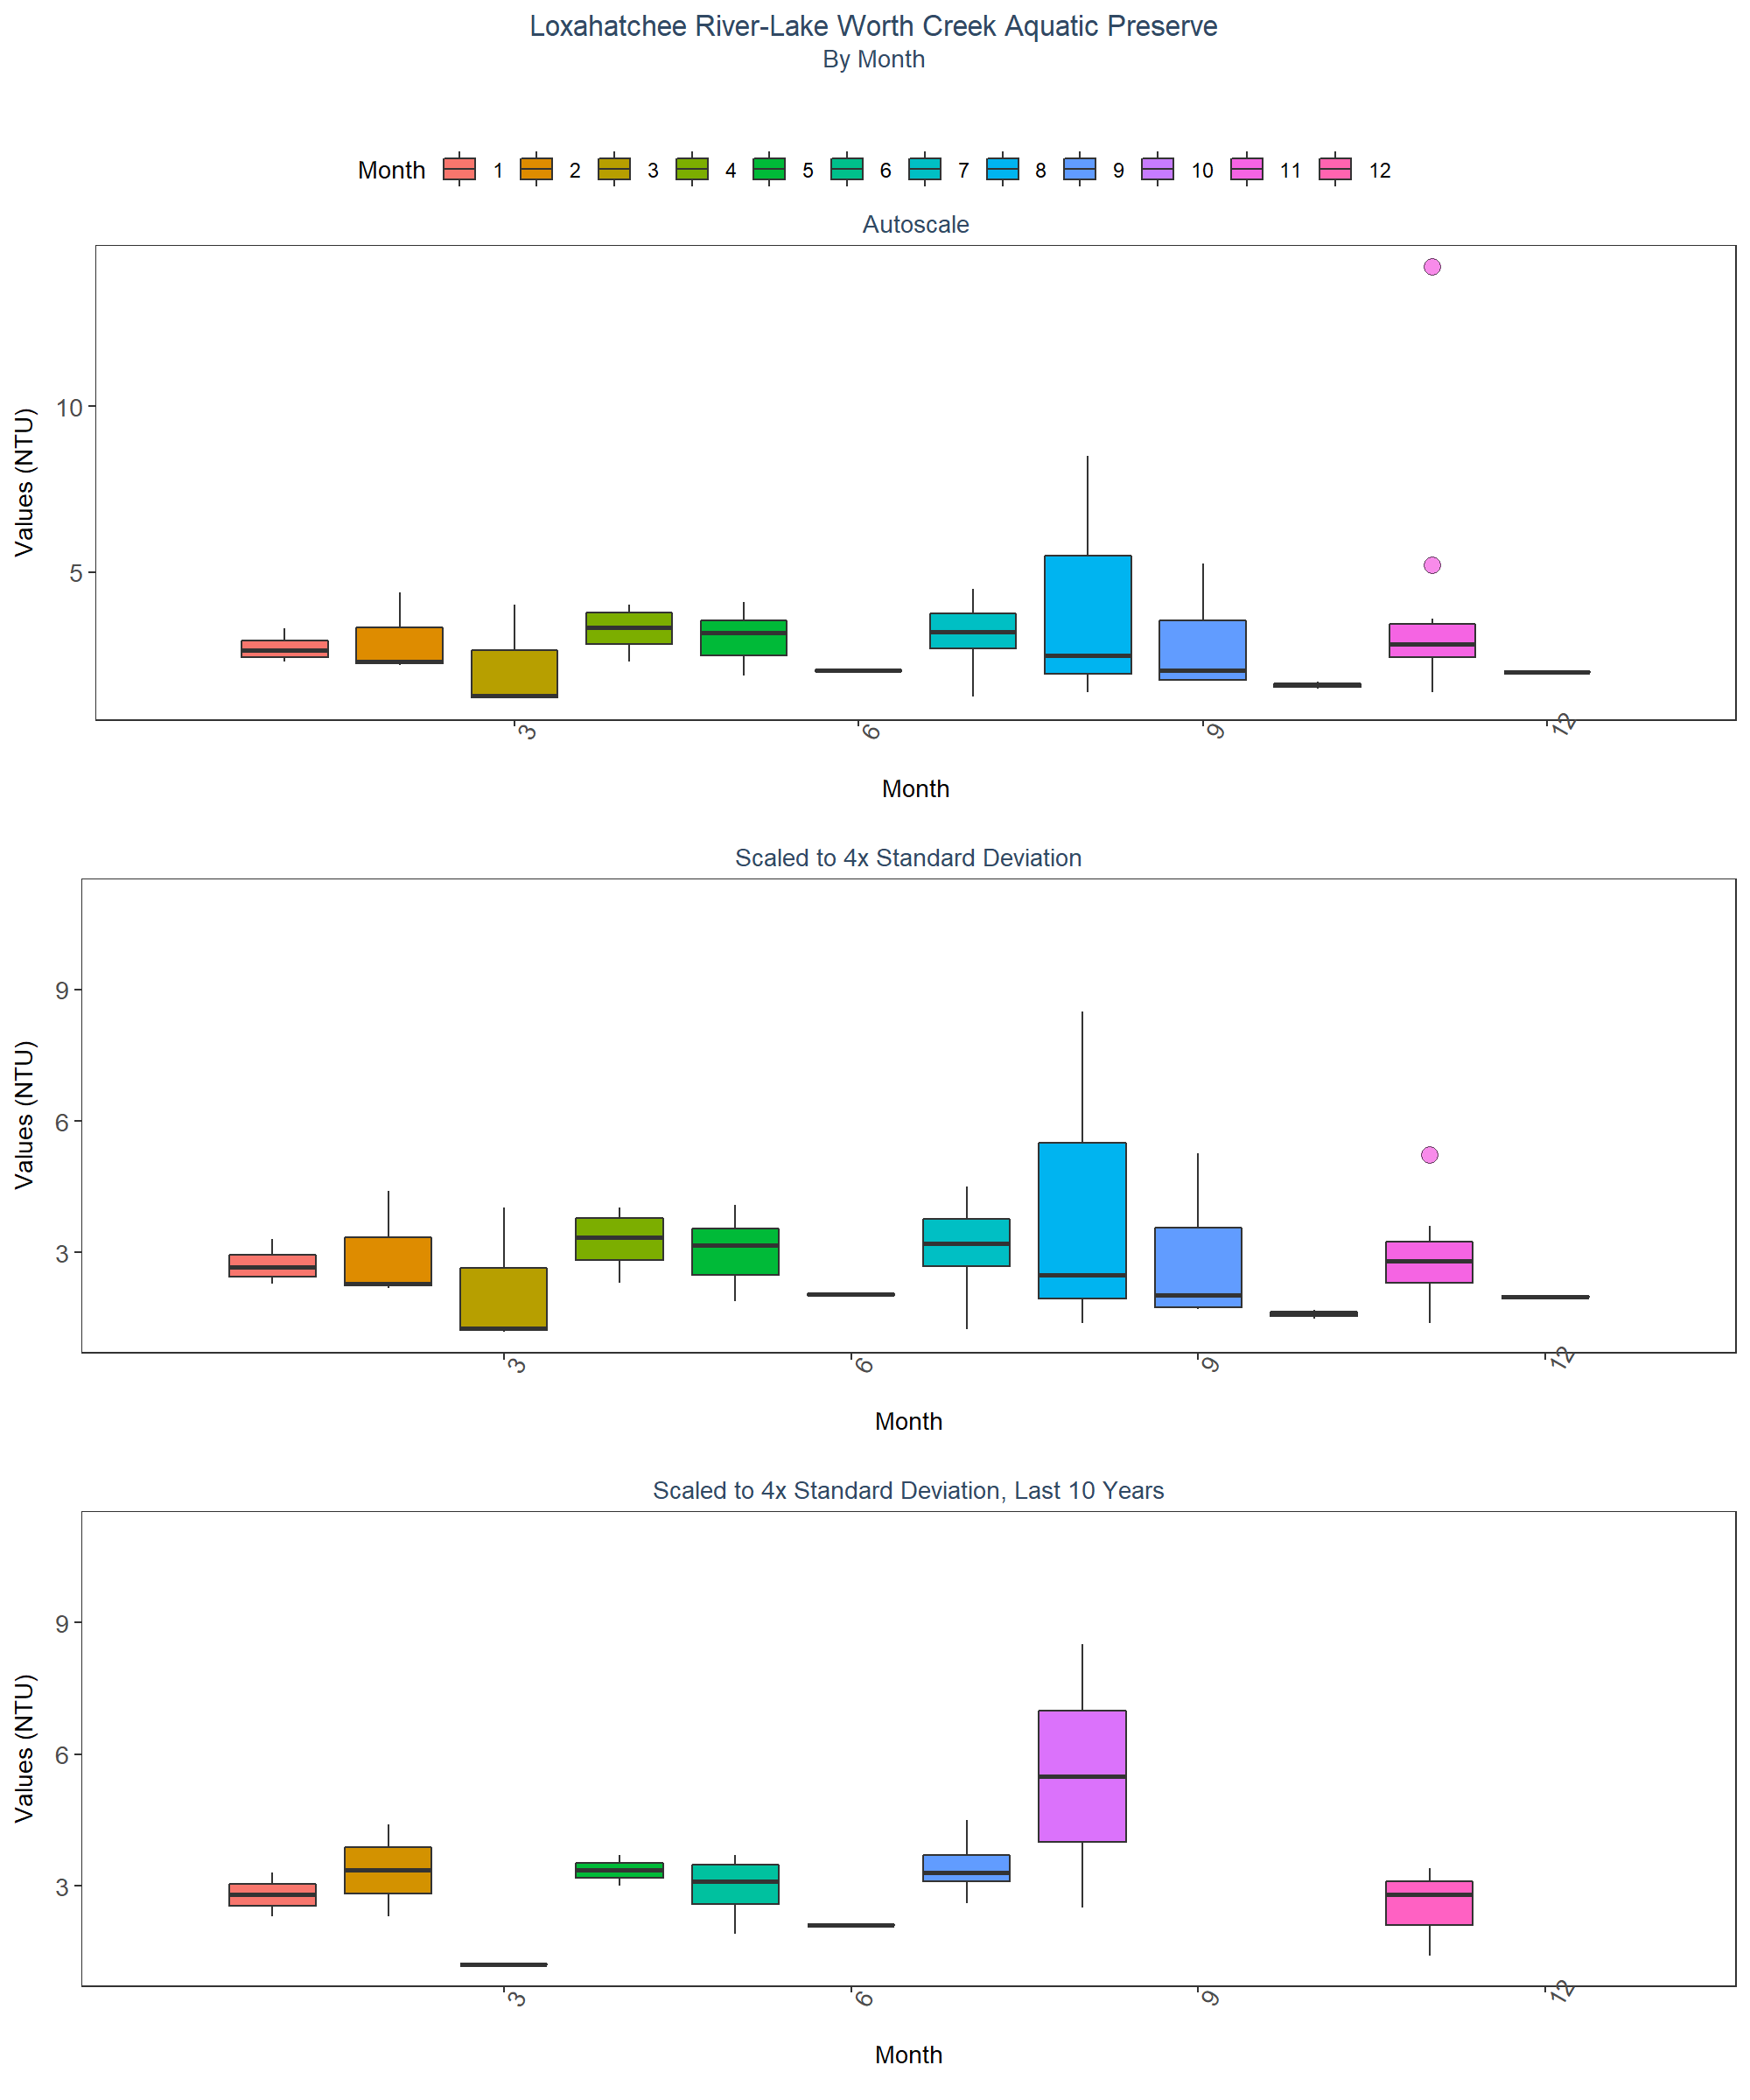 Loxahatchee River-Lake Worth Creek Aquatic Preserve
By Month
Month 1 2 3 4 5 6 7 8 9 10 11 12
Autoscale
Values (NTU)
10
5
3 6 9 12
Month
Scaled to 4x Standard Deviation
Values (NTU)
9
6
3
3 6 9 12
Month
Scaled to 4x Standard Deviation, Last 10 Years
Values (NTU)
9
6
3
3 6 9 12
Month